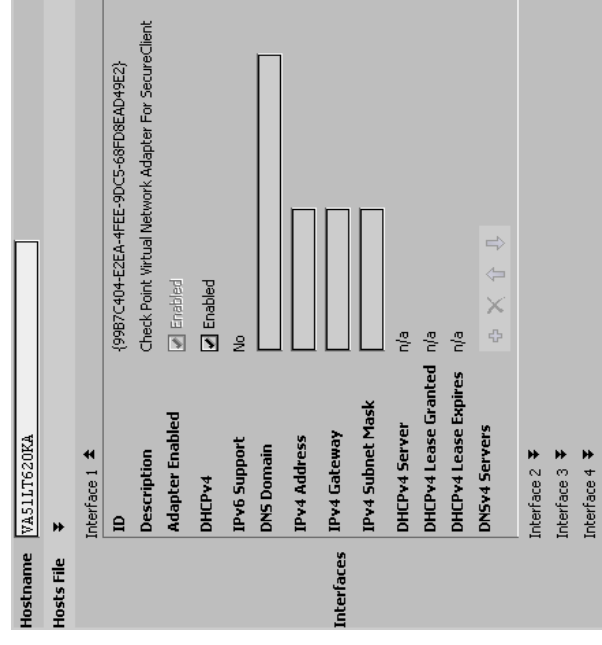 Hostname VA51LT620KA
Hosts File
Interfaces
Interface 1
ID {99B7C404-E2EA-4FEE-9DC5-68FD8EAD49E2}
Description Check Point Virtual Network Adapter For SecureClient
Adapter Enabled Enabled
DHCPv4 Enabled
IPv6 Support No
DNS Domain
IPv4 Address
IPv4 Gateway
IPv4 Subnet Mask
DHCPv4 Server n/a
DHCPv4 Lease Granted n/a
DHCPv4 Lease Expires n/a
DNSv4 Servers
Interface 2
Interface 3
Interface 4